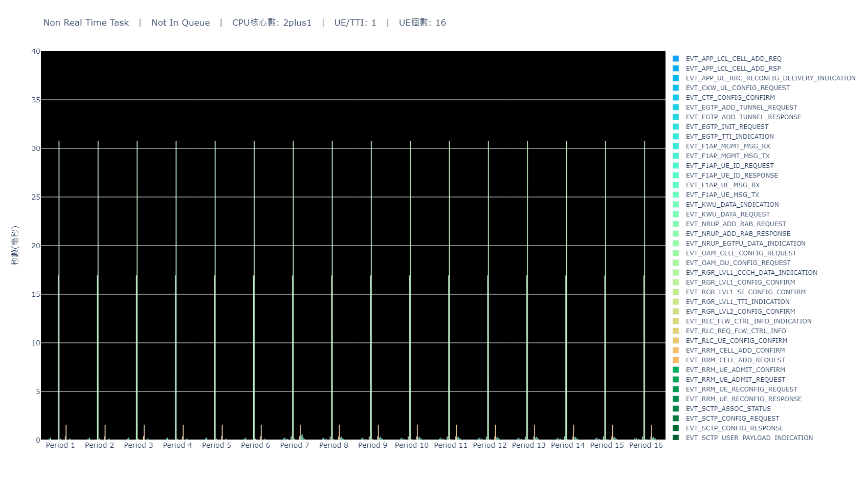 Non Real Time Task | Not In Queue | CPU核心數: 2plus1 | UE/TTI: 1 | UE個數: 16
40
35
30
25
20
15
10
5
0
秒數(毫秒)
Period 1 Period 2 Period 3 Period 4 Period 5 Period 6 Period 7 Period 8 Period 9 Period 10 Period 11 Period 12 Period 13 Period 14 Period 15 Period 16
EVT_APP_LCL_CELL_ADD_REQ
EVT_APP_LCL_CELL_ADD_RSP
EVT_APP_UE_RRC_RECONFIG_DELIVERY_INDICATION
EVT_CKW_UL_CONFIG_REQUEST
EVT_CTF_CONFIG_CONFIRM
EVT_EGTP_ADD_TUNNEL_REQUEST
EVT_EGTP_ADD_TUNNEL_RESPONSE
EVT_EGTP_INIT_REQUEST
EVT_EGTP_TTI_INDICATION
EVT_F1AP_MGMT_MSG_RX
EVT_F1AP_MGMT_MSG_TX
EVT_F1AP_UE_ID_REQUEST
EVT_F1AP_UE_ID_RESPONSE
EVT_F1AP_UE_MSG_RX
EVT_F1AP_UE_MSG_TX
EVT_KWU_DATA_INDICATION
EVT_KWU_DATA_REQUEST
EVT_NRUP_ADD_RAB_REQUEST
EVT_NRUP_ADD_RAB_RESPONSE
EVT_NRUP_EGTPU_DATA_INDICATION
EVT_OAM_CELL_CONFIG_REQUEST
EVT_OAM_DU_CONFIG_REQUEST
EVT_RGR_LVL1_CCCH_DATA_INDICATION
EVT_RGR_LVL1_CONFIG_CONFIRM
EVT_RGR_LVL1_SI_CONFIG_CONFIRM
EVT_RGR_LVL1_TTI_INDICATION
EVT_RGR_LVL2_CONFIG_CONFIRM
EVT_RLC_FLW_CTRL_INFO_INDICATION
EVT_RLC_REQ_FLW_CTRL_INFO
EVT_RLC_UE_CONFIG_CONFIRM
EVT_RRM_CELL_ADD_CONFIRM
EVT_RRM_CELL_ADD_REQUEST
EVT_RRM_UE_ADMIT_CONFIRM
EVT_RRM_UE_ADMIT_REQUEST
EVT_RRM_UE_RECONFIG_REQUEST
EVT_RRM_UE_RECONFIG_RESPONSE
EVT_SCTP_ASSOC_STATUS
EVT_SCTP_CONFIG_REQUEST
EVT_SCTP_CONFIG_RESPONSE
EVT_SCTP_USER_PAYLOAD_INDICATION